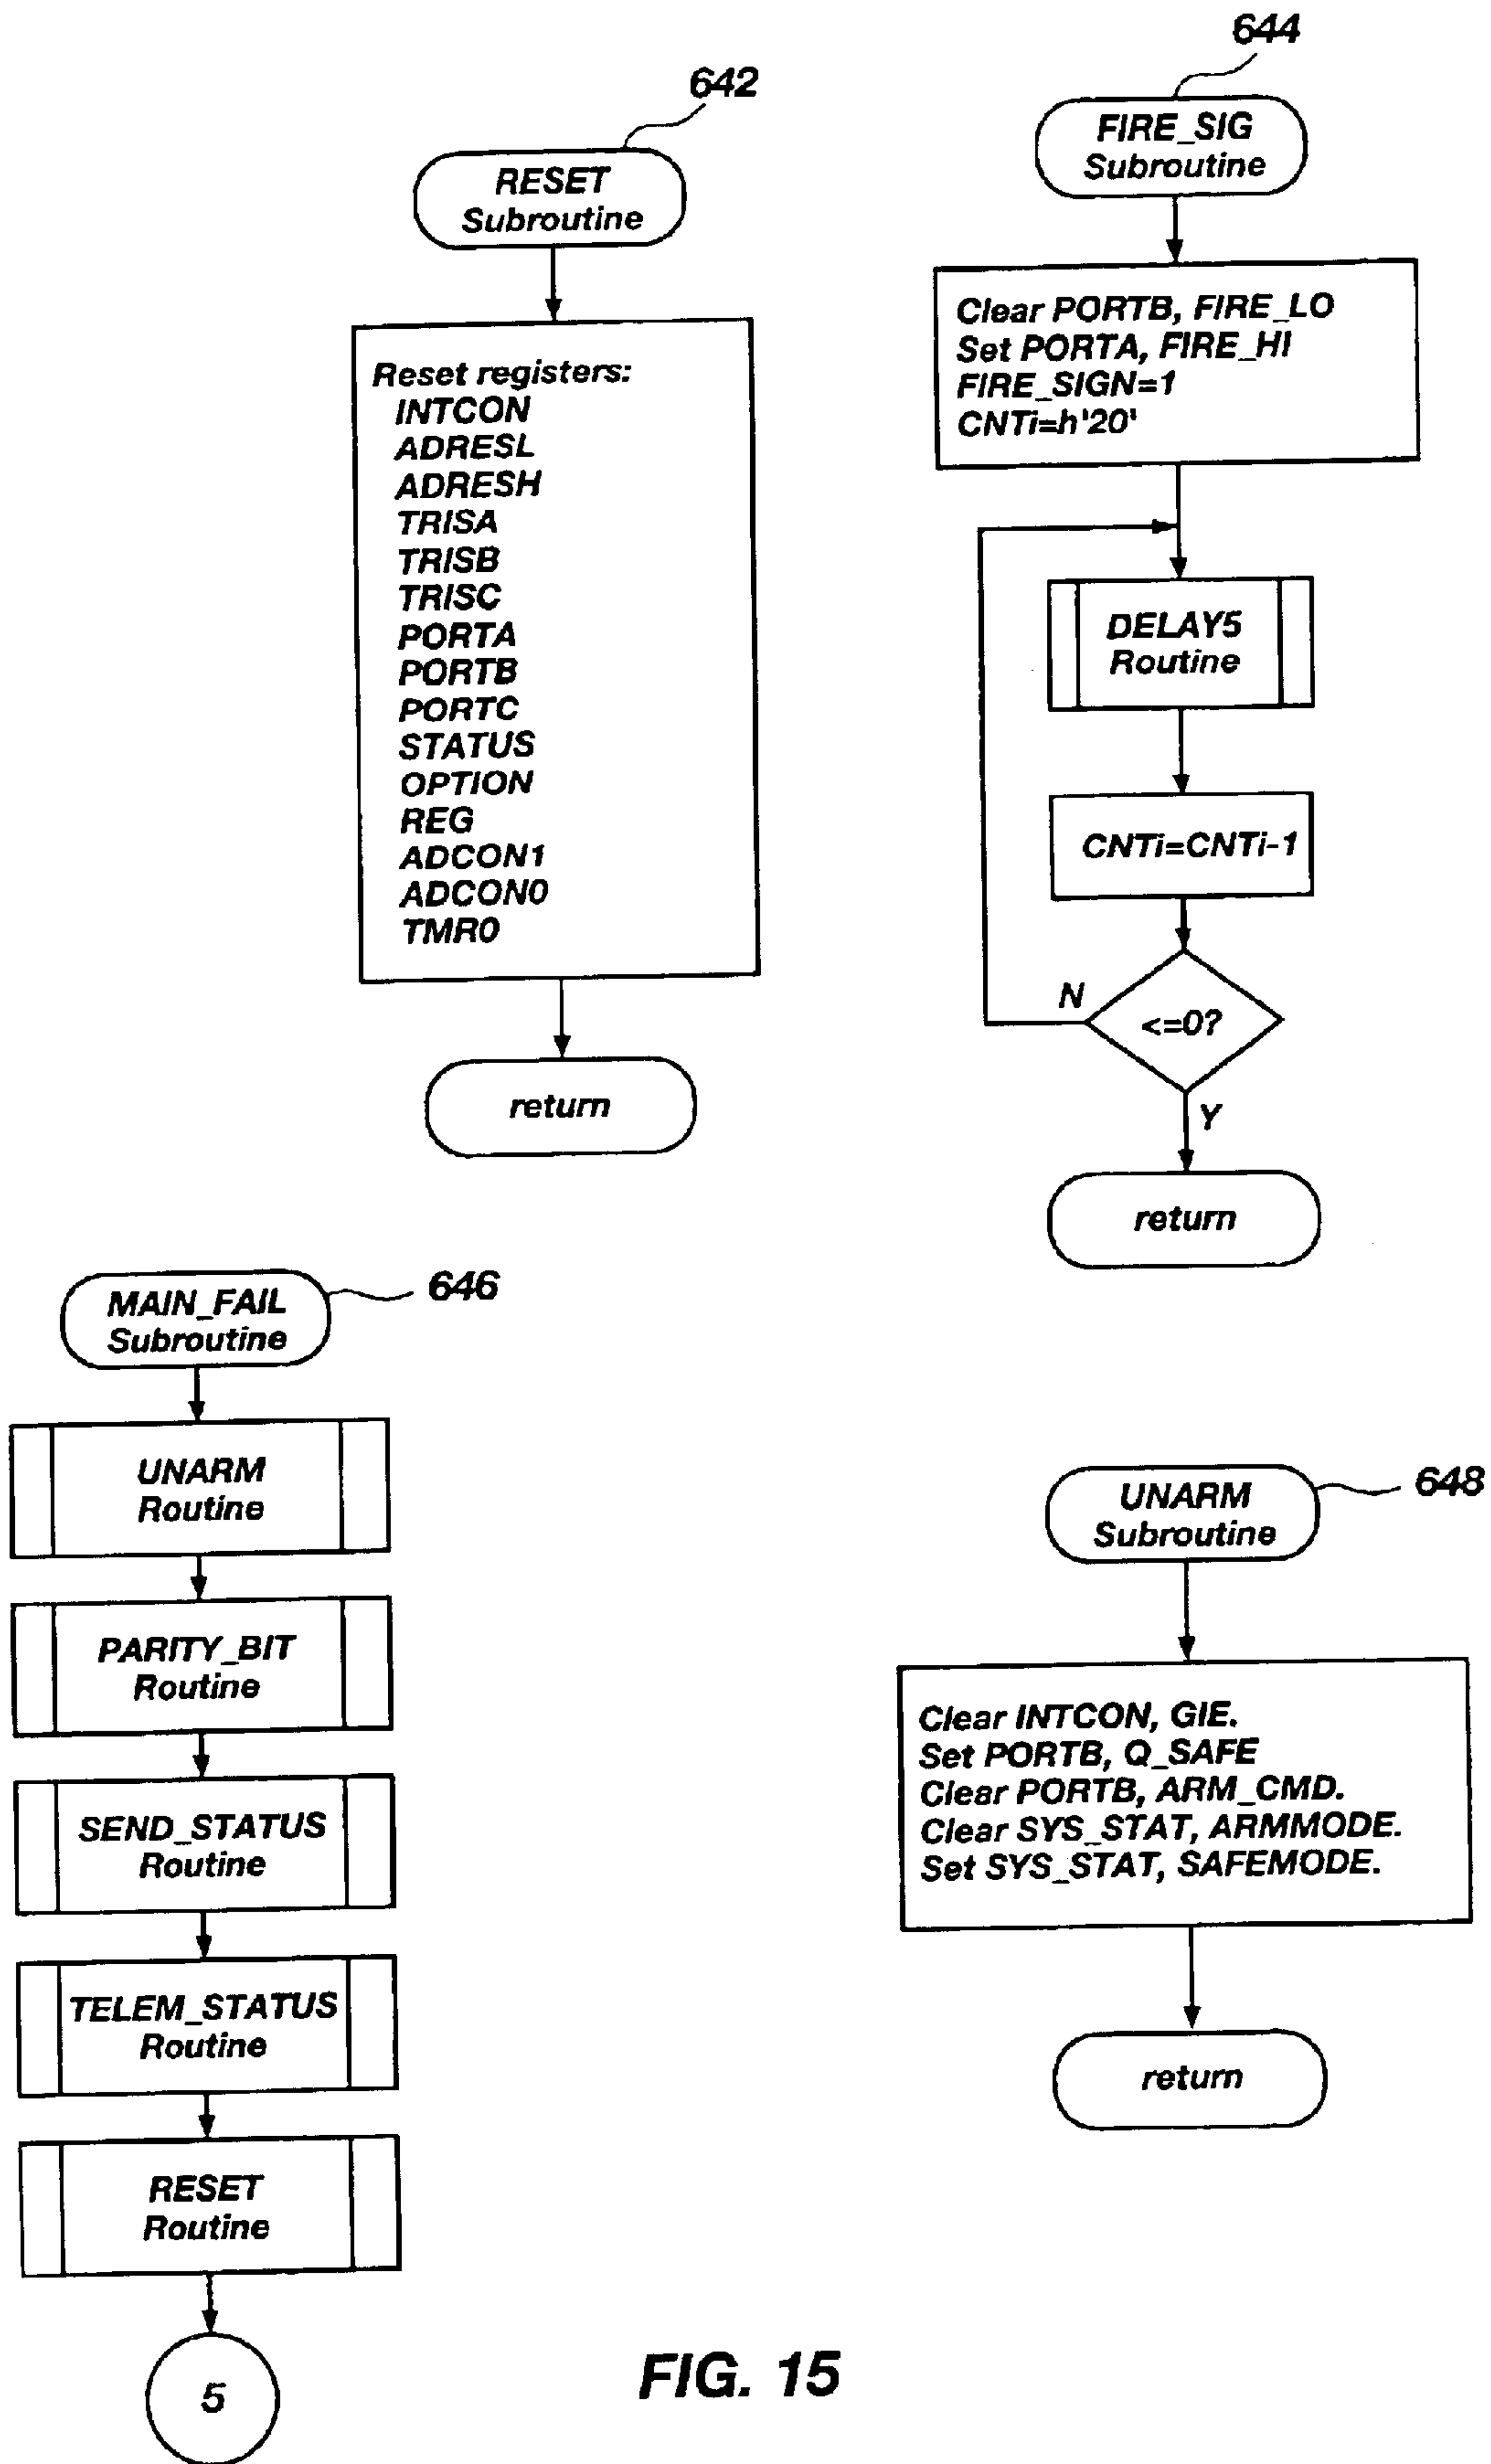 642
RESET
Subroutine
Reset registers:
INTCON
ADRESL
ADRESH
TRISA
TRISB
TRISC
PORTA
PORTB
PORTC
STATUS
OPTION
REG
ADCON1
ADCON0
TMR0
return
644
FIRE_SIG
Subroutine
Clear PORTB, FIRE_LO
Set PORTA, FIRE_HI
FIRE_SIGN=1
CNTi=h'20'
DELAY5
Routine
CNTi=CNTi-1
<=0?
N
Y
return
646
MAIN_FAIL
Subroutine
UNARM
Routine
PARITY_BIT
Routine
SEND_STATUS
Routine
TELEM_STATUS
Routine
RESET
Routine
5
648
UNARM
Subroutine
Clear INTCON, GIE.
Set PORTB, Q_SAFE
Clear PORTB, ARM_CMD.
Clear SYS_STAT, ARMMODE.
Set SYS_STAT, SAFEMODE.
return
FIG. 15